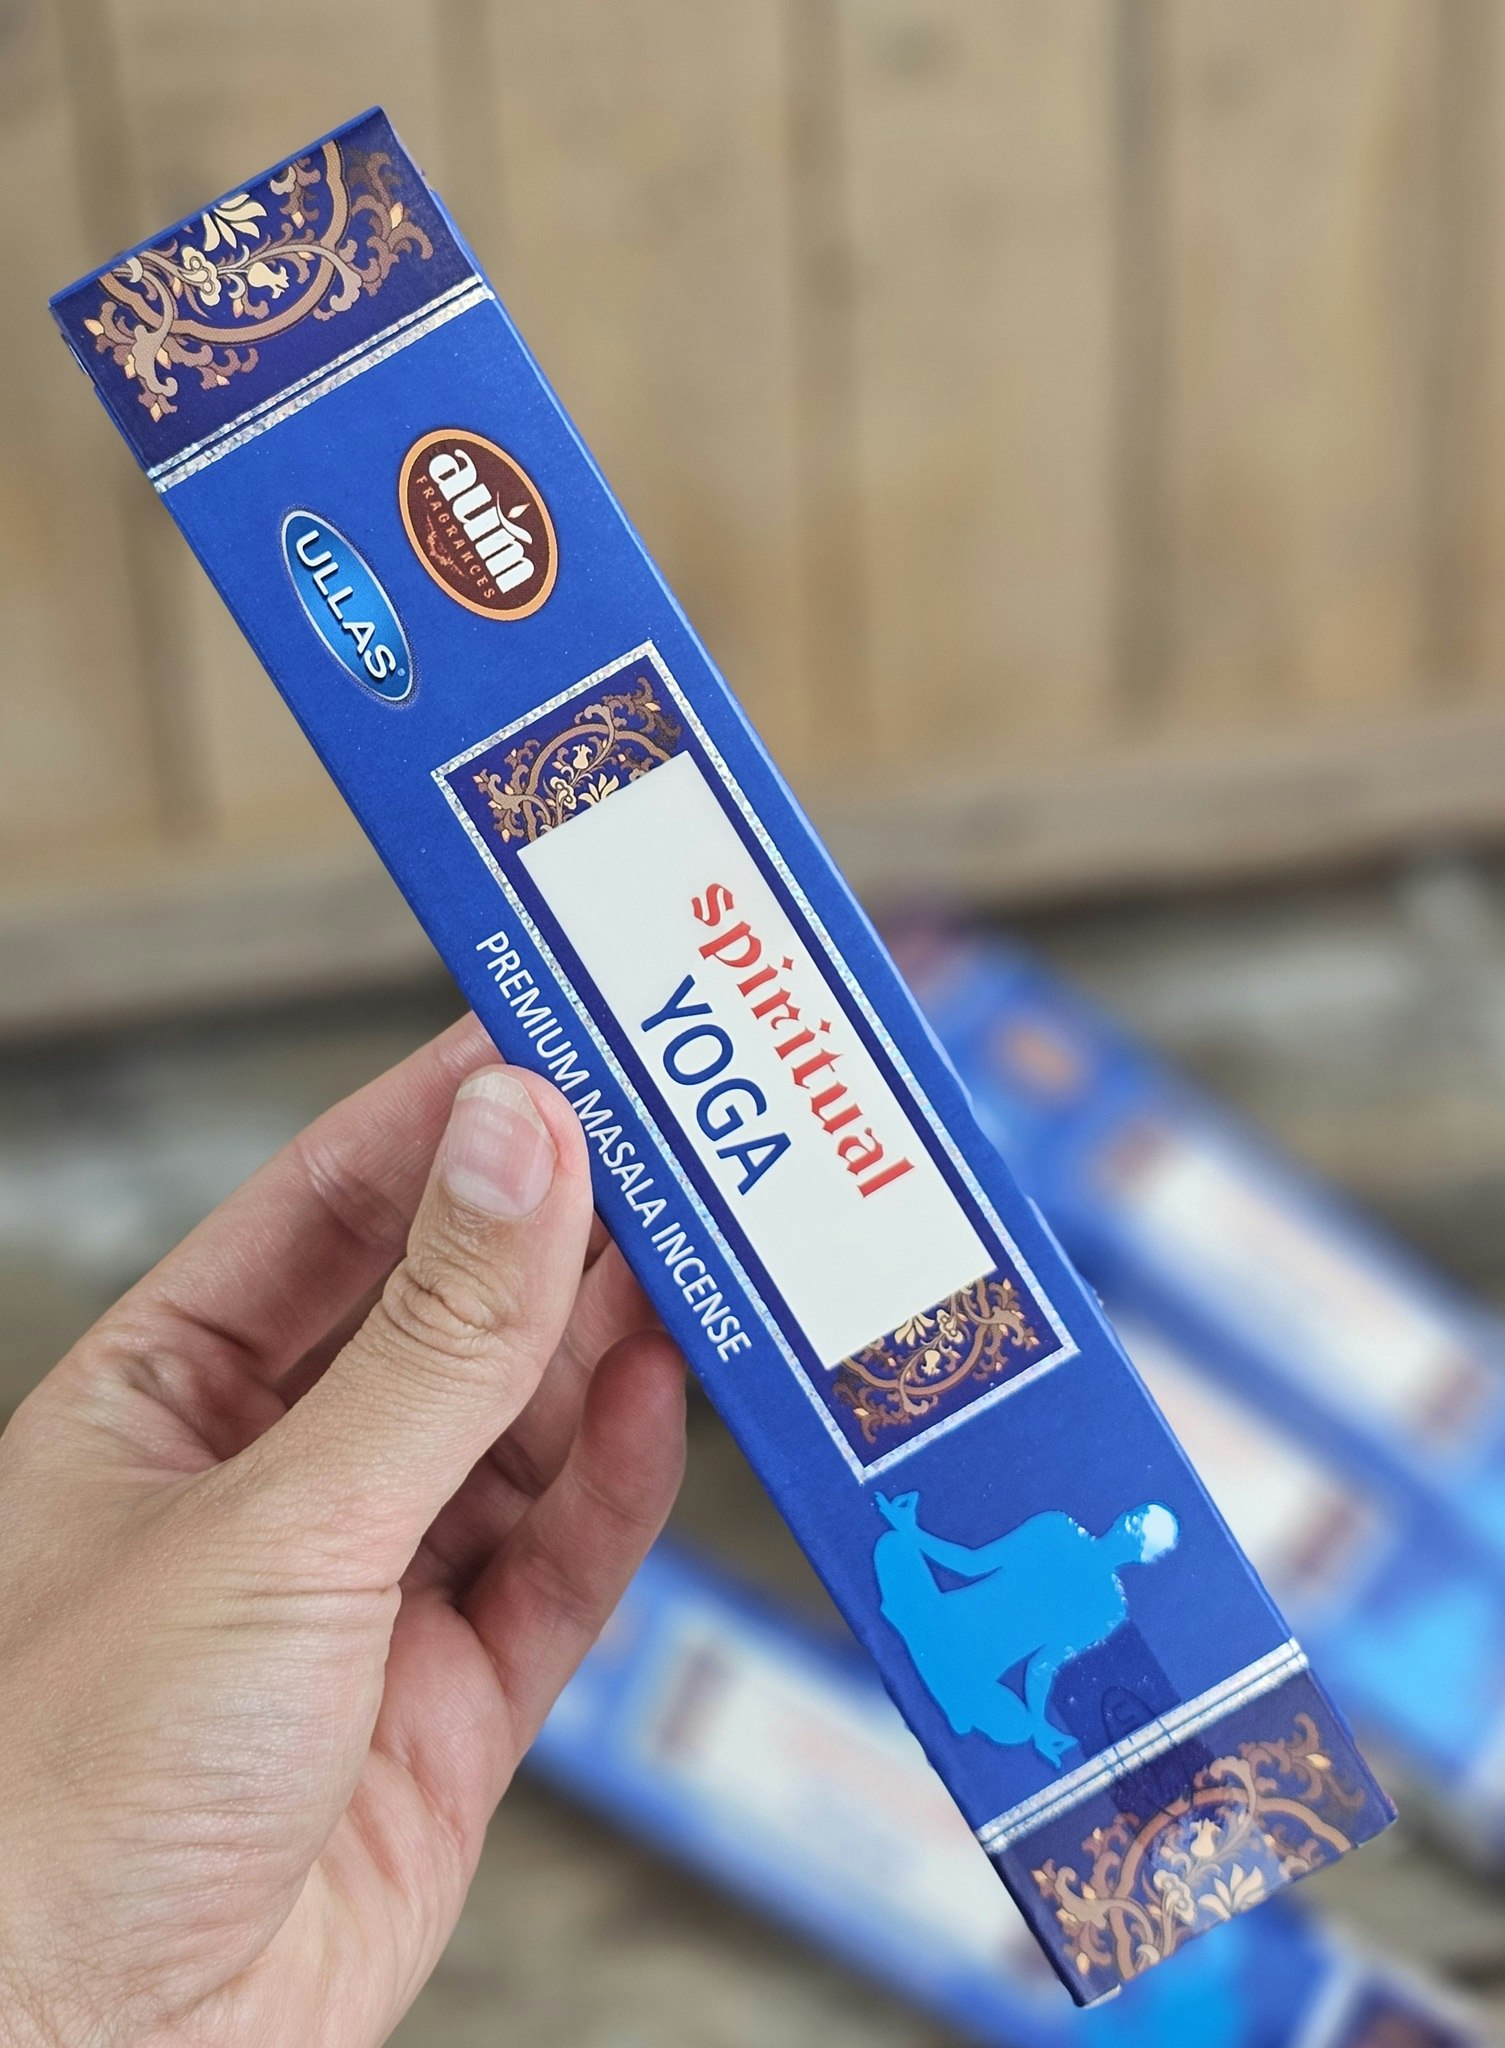 aum
FRAGRANCES
ULLAS®
spiritual
YOGA
PREMIUM MASALA INCENSE